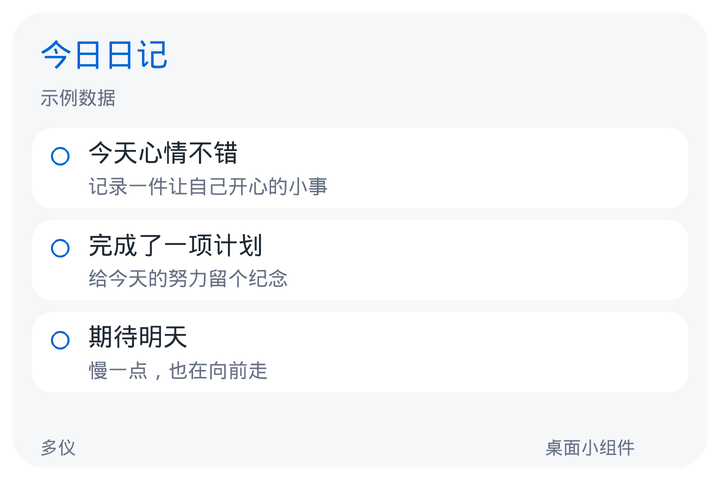 今日日记
示例数据
今天心情不错
记录一件让自己开心的小事
完成了一项计划
给今天的努力留个纪念
期待明天
慢一点，也在向前走
多仪
桌面小组件